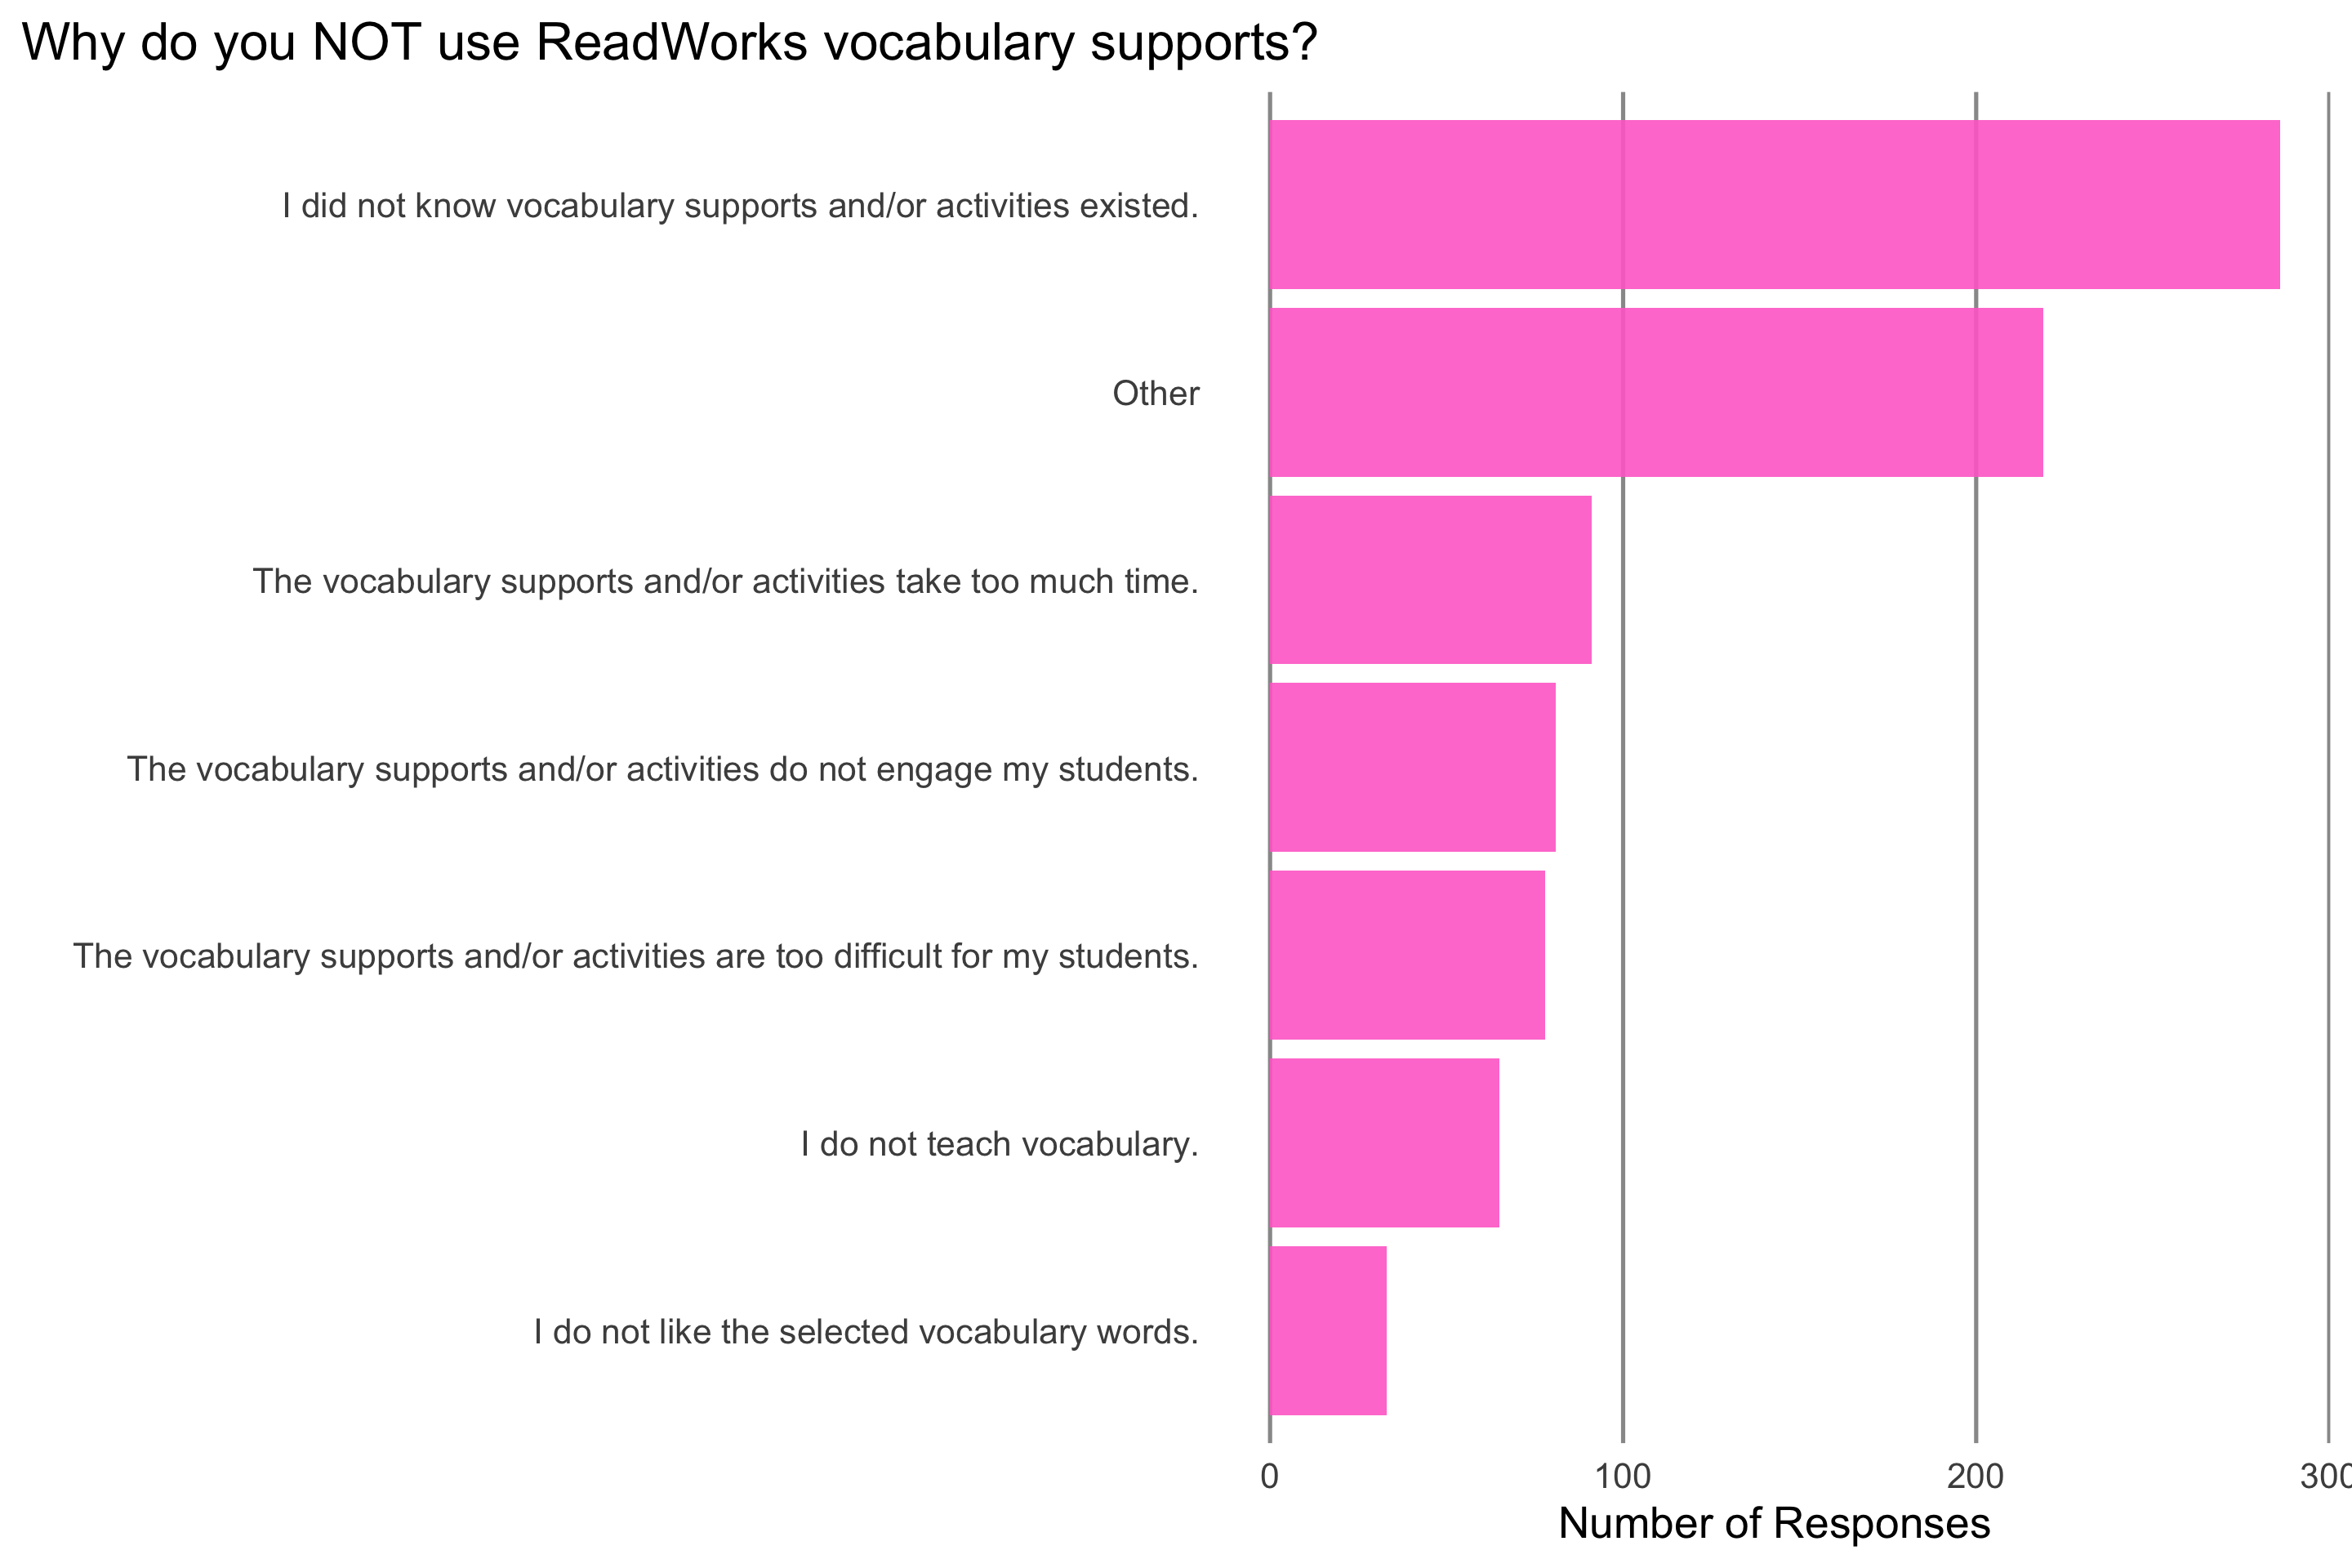 Why do you NOT use ReadWorks vocabulary supports?
I did not know vocabulary supports and/or activities existed.
Other
The vocabulary supports and/or activities take too much time.
The vocabulary supports and/or activities do not engage my students.
The vocabulary supports and/or activities are too difficult for my students.
I do not teach vocabulary.
I do not like the selected vocabulary words.
0 100 200 300
Number of Responses